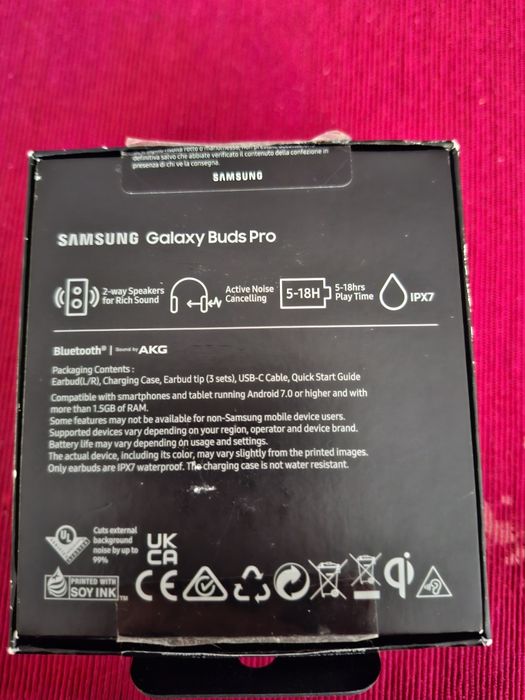 definitiva salvo che abbiate verificato il contenuto della confezione in
presenza di chi ve la consegna.
SAMSUNG
SAMSUNG Galaxy Buds Pro
2-way Speakers
for Rich Sound
Active Noise
Cancelling
5-18H
5-18hrs
Play Time
IPX7
Bluetooth® | Sound by AKG
Packaging Contents :
Earbud(L/R), Charging Case, Earbud tip (3 sets), USB-C Cable, Quick Start Guide
Compatible with smartphones and tablet running Android 7.0 or higher and with
more than 1.5GB of RAM.
Some features may not be available for non-Samsung mobile device users.
Supported devices may vary depending on your region, operator and device brand.
Battery life may vary depending on usage and settings.
The actual device, including its color, may vary slightly from the printed images.
Only earbuds are IPX7 waterproof. The charging case is not water resistant.
UL
Cuts external
background
noise by up to
99%
UK
CA
PRINTED WITH
SOY INK™
CE
qi